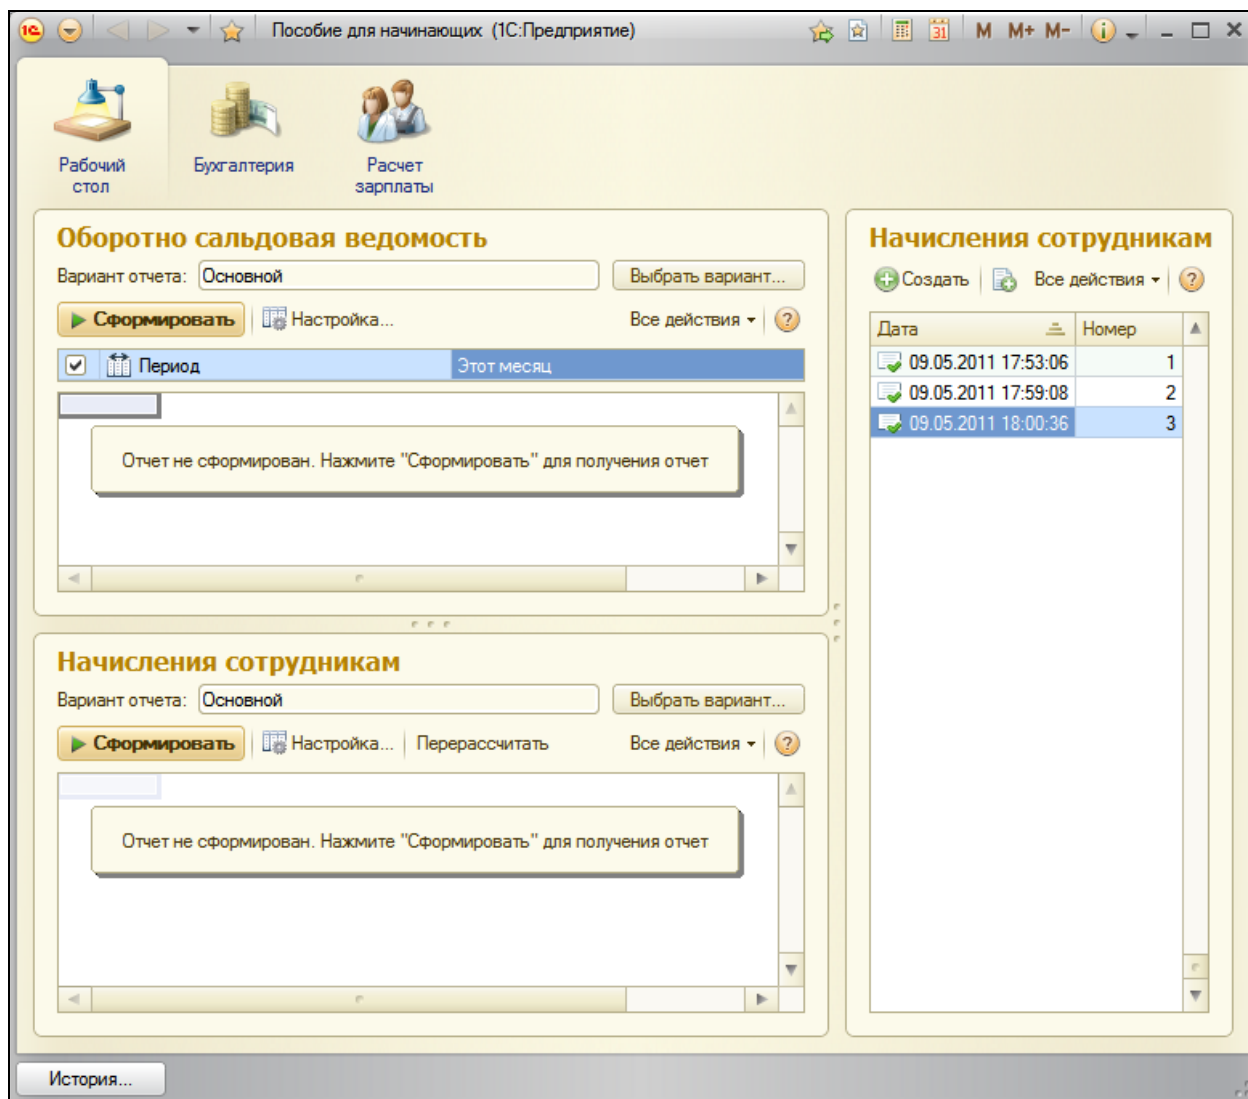 1С Пособие для начинающих (1С:Предприятие) 31 M M+ M-
Рабочий
стол
Бухгалтерия
Расчет
зарплаты
Оборотно сальдовая ведомость
Вариант отчета: Основной Выбрать вариант...
Сформировать Настройка... Все действия ?
Период Этот месяц
Отчет не сформирован. Нажмите "Сформировать" для получения отчет
Начисления сотрудникам
Вариант отчета: Основной Выбрать вариант...
Сформировать Настройка... Перерассчитать Все действия ?
Отчет не сформирован. Нажмите "Сформировать" для получения отчет
Начисления сотрудникам
Создать Все действия ?
Дата Номер
09.05.2011 17:53:06 1
09.05.2011 17:59:08 2
09.05.2011 18:00:36 3
История...